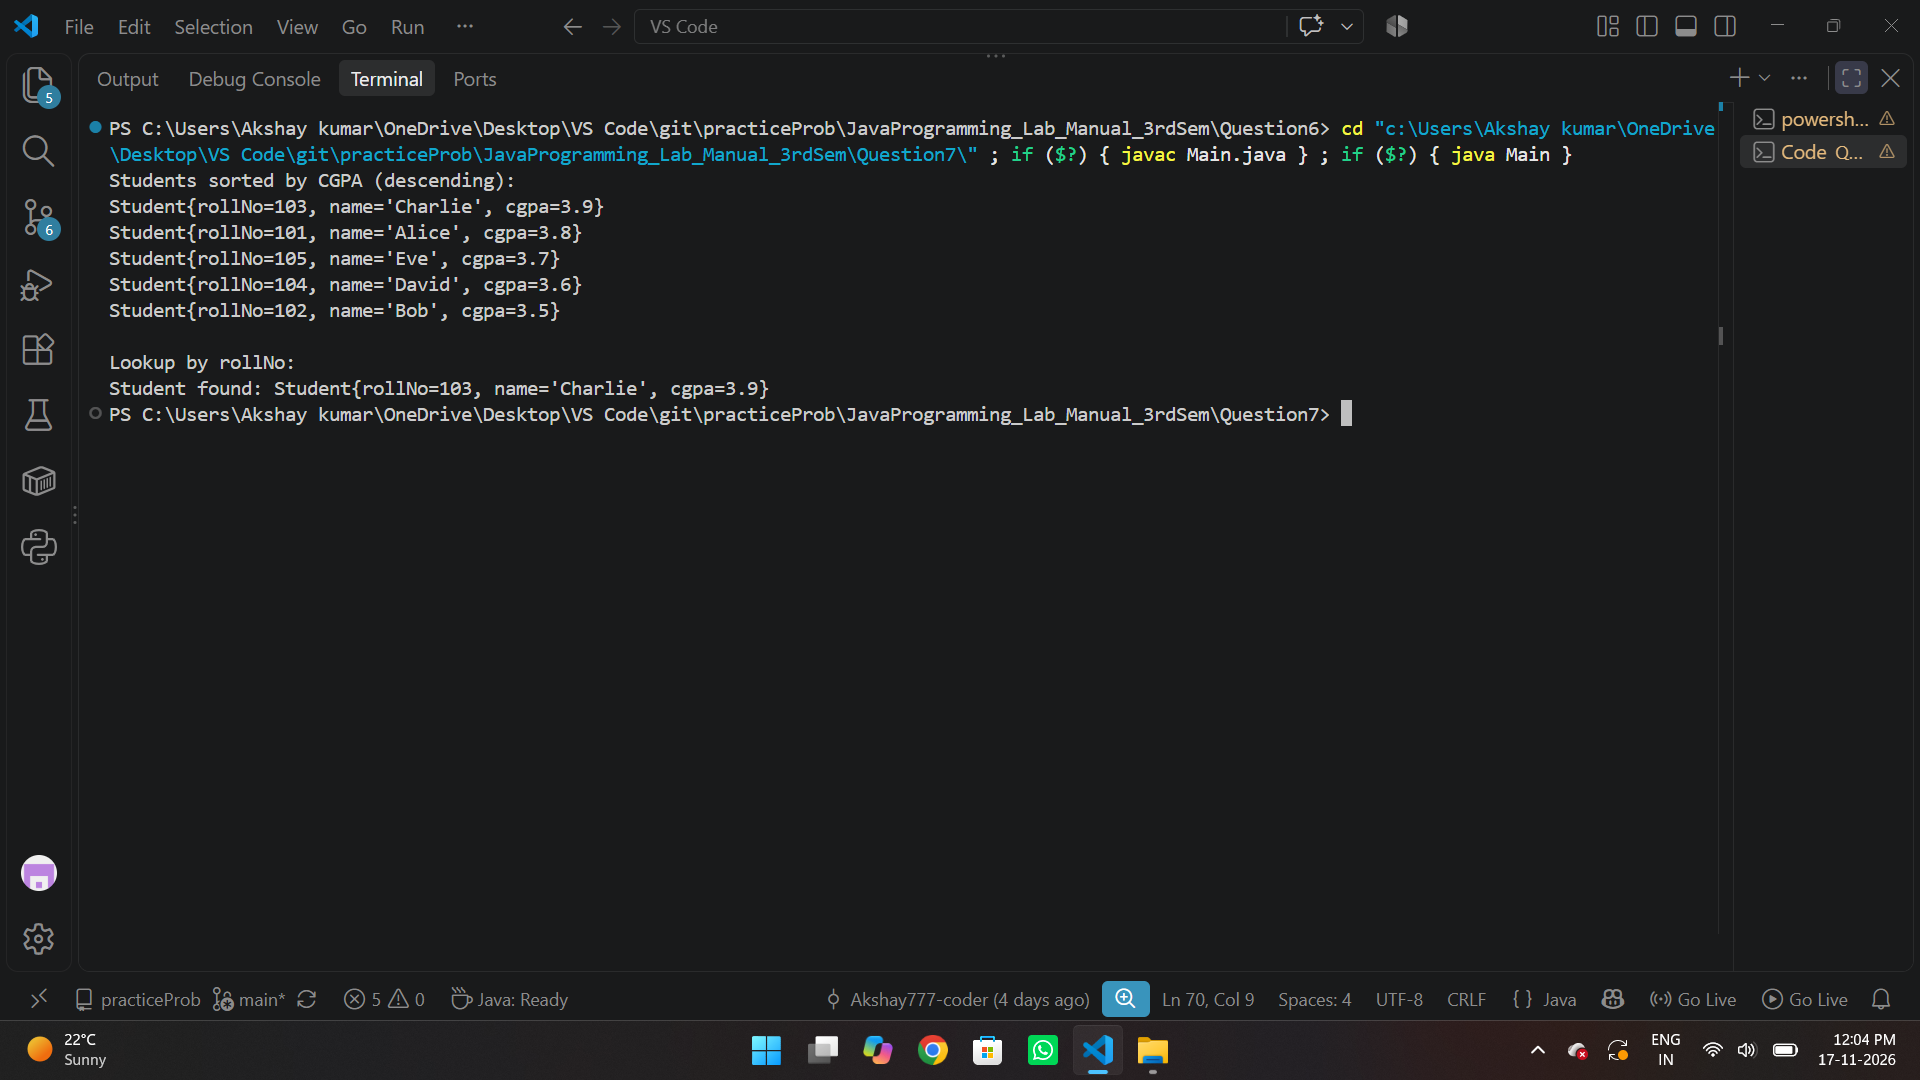 File Edit Selection View Go Run ··· VS Code
Output Debug Console Terminal Ports
PS C:\Users\Akshay kumar\OneDrive\Desktop\VS Code\git\practiceProb\JavaProgramming_Lab_Manual_3rdSem\Question6> cd "c:\Users\Akshay kumar\OneDrive
\Desktop\VS Code\git\practiceProb\JavaProgramming_Lab_Manual_3rdSem\Question7\" ; if ($?) { javac Main.java } ; if ($?) { java Main }
Students sorted by CGPA (descending):
Student{rollNo=103, name='Charlie', cgpa=3.9}
Student{rollNo=101, name='Alice', cgpa=3.8}
Student{rollNo=105, name='Eve', cgpa=3.7}
Student{rollNo=104, name='David', cgpa=3.6}
Student{rollNo=102, name='Bob', cgpa=3.5}
Lookup by rollNo:
Student found: Student{rollNo=103, name='Charlie', cgpa=3.9}
PS C:\Users\Akshay kumar\OneDrive\Desktop\VS Code\git\practiceProb\JavaProgramming_Lab_Manual_3rdSem\Question7>
powersh...
Code Q...
5
6
practiceProb main* 5 0 Java: Ready Akshay777-coder (4 days ago) Ln 70, Col 9 Spaces: 4 UTF-8 CRLF { } Java Go Live Go Live
22°C
Sunny
ENG
IN
12:04 PM
17-11-2026